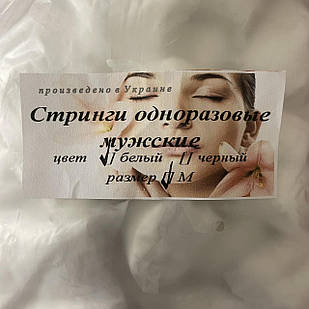 произведено в Украине
Стринги одноразовые
мужские
цвет [] белый [] черный
размер [] М